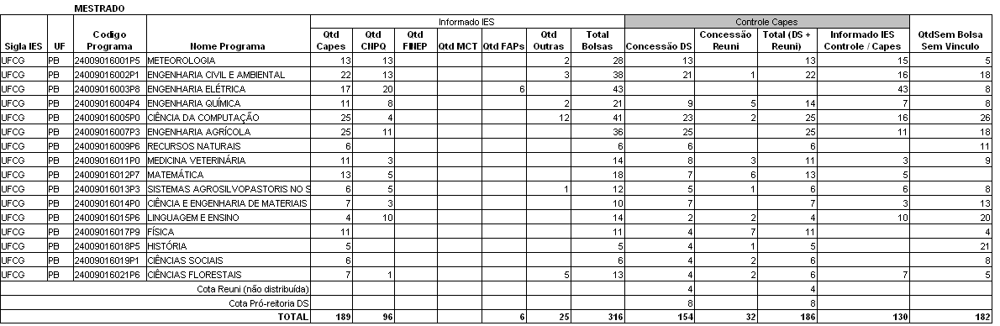 MESTRADO
Informado IES Controle Capes
Sigla IES UF Codigo Programa Nome Programa Qtd Capes Qtd CNPQ Qtd FINEP Qtd MCT Qtd FAPs Qtd Outras Total Bolsas Concessão DS Concessão Reuni Total (DS + Reuni) Informado IES Controle / Capes QtdSem Bolsa Sem Vinculo
UFCG PB 24009016001P5 METEOROLOGIA 13 13 2 28 13 13 15 5
UFCG PB 24009016002P1 ENGENHARIA CIVIL E AMBIENTAL 22 13 3 38 21 1 22 16 18
UFCG PB 24009016003P8 ENGENHARIA ELÉTRICA 17 20 6 43 43 8
UFCG PB 24009016004P4 ENGENHARIA QUÍMICA 11 8 2 21 9 5 14 7 8
UFCG PB 24009016005P0 CIÊNCIA DA COMPUTAÇÃO 25 4 12 41 23 2 25 16 26
UFCG PB 24009016007P3 ENGENHARIA AGRÍCOLA 25 11 36 25 25 11 18
UFCG PB 24009016009P6 RECURSOS NATURAIS 6 6 6 6 11
UFCG PB 24009016011P0 MEDICINA VETERINÁRIA 11 3 14 8 3 11 3 9
UFCG PB 24009016012P7 MATEMÁTICA 13 5 18 7 6 13 5
UFCG PB 24009016013P3 SISTEMAS AGROSILVOPASTORIS NO S 6 5 1 12 5 1 6 6 8
UFCG PB 24009016014P0 CIÊNCIA E ENGENHARIA DE MATERIAIS 7 3 10 7 7 3 13
UFCG PB 24009016015P6 LINGUAGEM E ENSINO 4 10 14 2 2 4 10 20
UFCG PB 24009016017P9 FÍSICA 11 11 4 7 11 4
UFCG PB 24009016018P5 HISTÓRIA 5 5 4 1 5 21
UFCG PB 24009016019P1 CIÊNCIAS SOCIAIS 6 6 4 2 6 8
UFCG PB 24009016021P6 CIÊNCIAS FLORESTAIS 7 1 5 13 4 2 6 7 5
Cota Reuni (não distribuída) 4 4
Cota Pró-reitoria DS 8 8
TOTAL 189 96 6 25 316 154 32 186 130 182